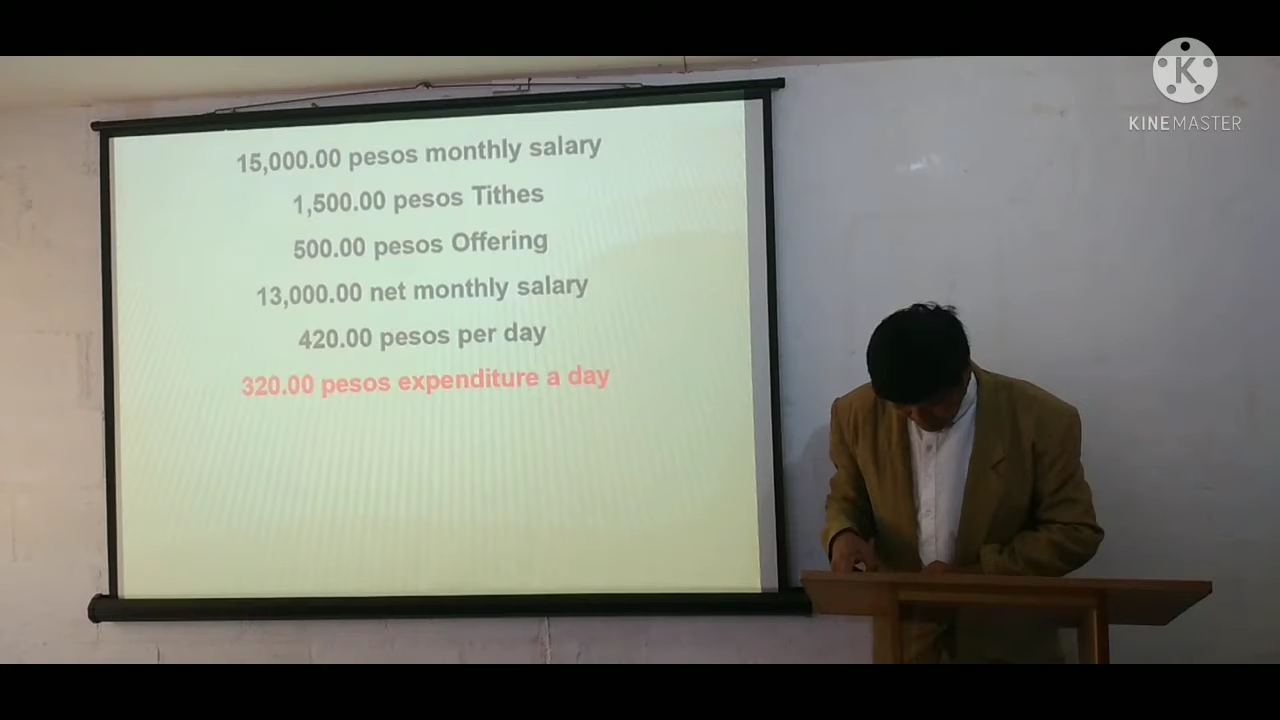 15,000.00 pesos monthly salary
1,500.00 pesos Tithes
500.00 pesos Offering
13,000.00 net monthly salary
420.00 pesos per day
320.00 pesos expenditure a day
K
KINEMASTER